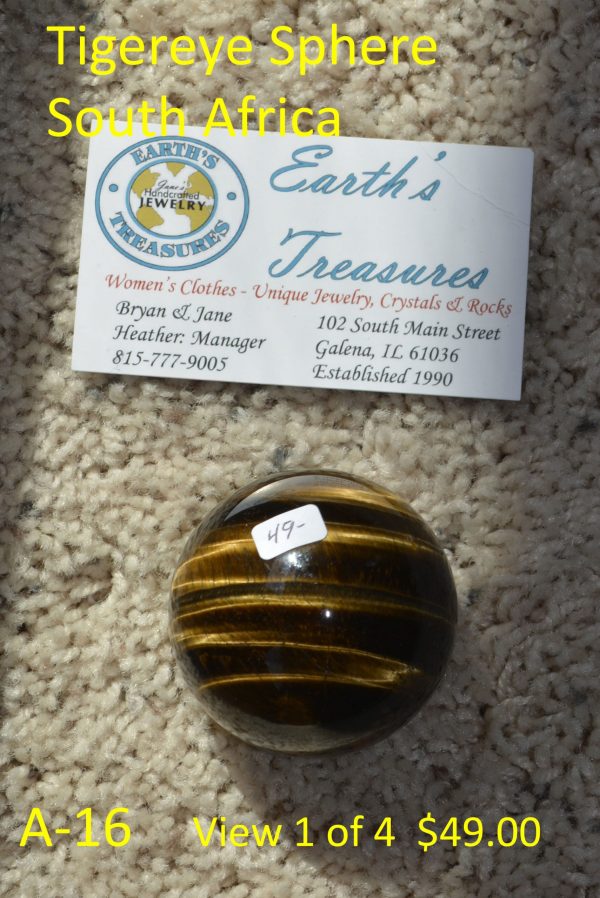 Tigereye Sphere
South Africa
EARTH'S
Jane's
Handcrafted
JEWELRY
TREASURES
Earth's
Treasures
Women's Clothes - Unique Jewelry, Crystals & Rocks
Bryan & Jane
Heather: Manager
815-777-9005
102 South Main Street
Galena, IL 61036
Established 1990
49-
A-16 View 1 of 4 $49.00